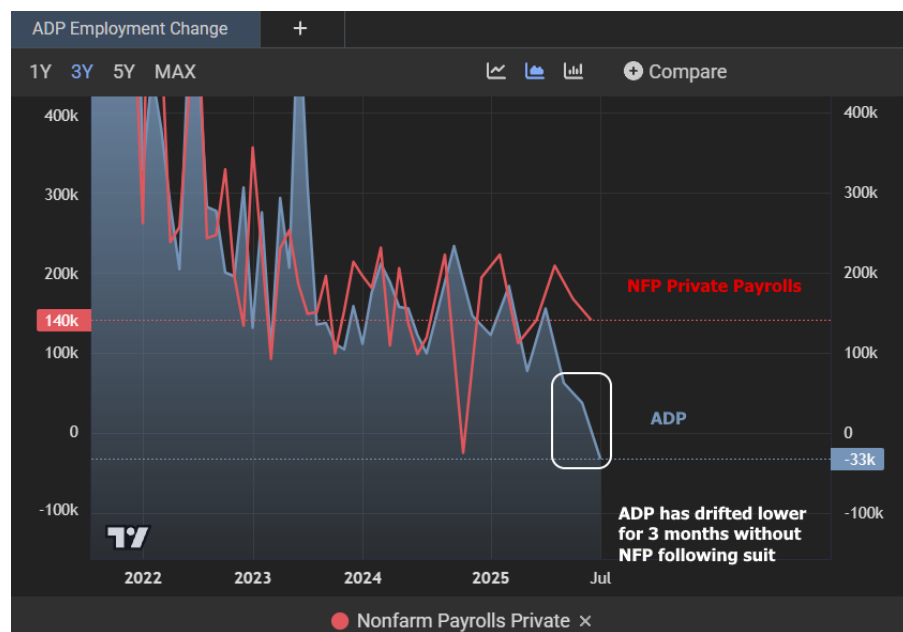 ADP Employment Change +
1Y 3Y 5Y MAX Compare
400k 400k
300k 300k
200k 200k
NFP Private Payrolls
140k
100k 100k
ADP
0 0
-33k
-100k -100k
ADP has drifted lower
for 3 months without
NFP following suit
2022 2023 2024 2025 Jul
Nonfarm Payrolls Private ×